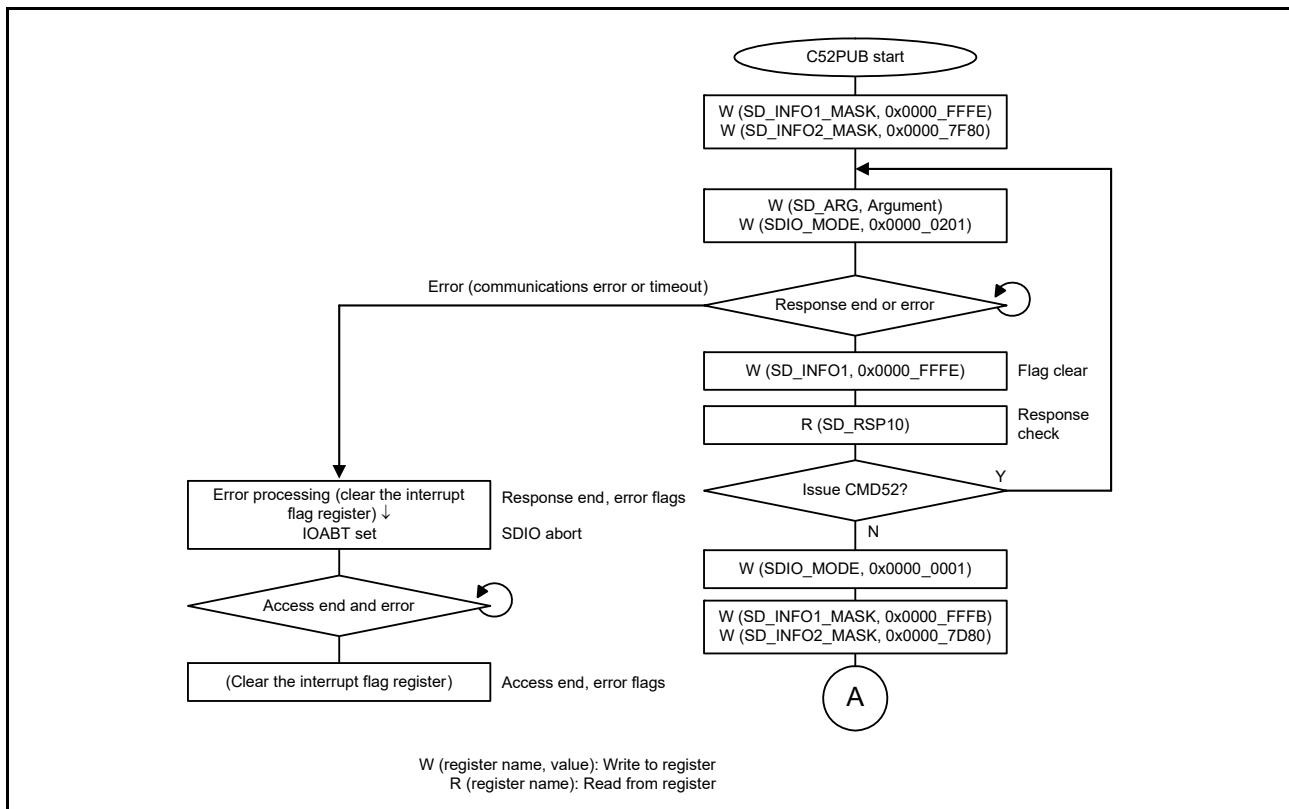 C52PUB start
W (SD_INFO1_MASK, 0x0000_FFFE)
W (SD_INFO2_MASK, 0x0000_7F80)
W (SD_ARG, Argument)
W (SDIO_MODE, 0x0000_0201)
Error (communications error or timeout)
Response end or error
W (SD_INFO1, 0x0000_FFFE)
Flag clear
R (SD_RSP10)
Response
check
Issue CMD52?
Y
N
Error processing (clear the interrupt
flag register) ↓
IOABT set
Response end, error flags
SDIO abort
W (SDIO_MODE, 0x0000_0001)
Access end and error
W (SD_INFO1_MASK, 0x0000_FFFB)
W (SD_INFO2_MASK, 0x0000_7D80)
(Clear the interrupt flag register)
Access end, error flags
A
W (register name, value): Write to register
R (register name): Read from register